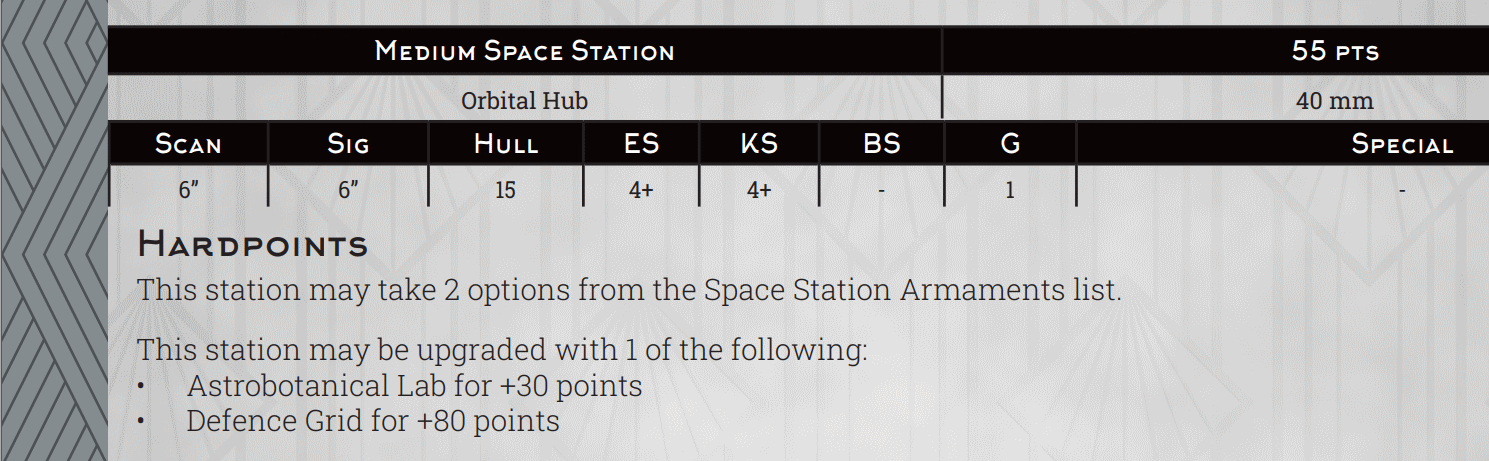 Medium Space Station 55 pts
Orbital Hub 40 mm
Scan Sig Hull ES KS BS G Special
6” 6” 15 4+ 4+ - 1 -
Hardpoints
This station may take 2 options from the Space Station Armaments list.
This station may be upgraded with 1 of the following:
• Astrobotanical Lab for +30 points
• Defence Grid for +80 points